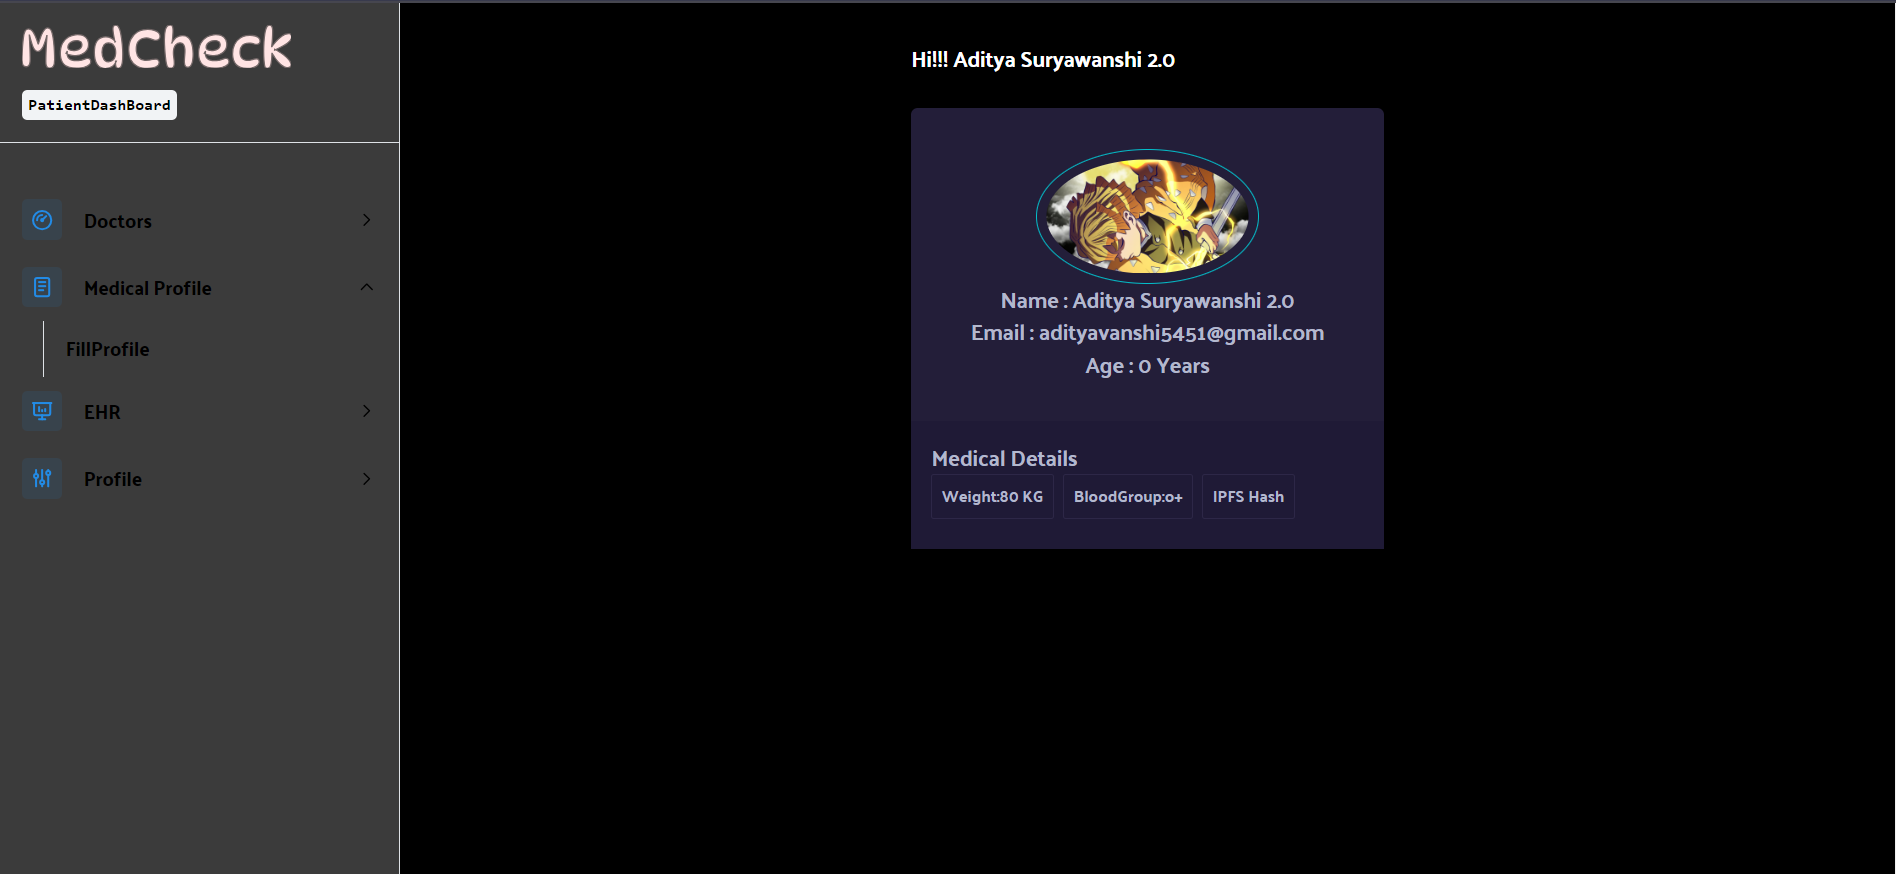 MedCheck
PatientDashBoard
Doctors
Medical Profile
FillProfile
EHR
Profile
Hi!!! Aditya Suryawanshi 2.0
Name : Aditya Suryawanshi 2.0
Email : adityavanshi5451@gmail.com
Age : 0 Years
Medical Details
Weight:80 KG BloodGroup:o+ IPFS Hash